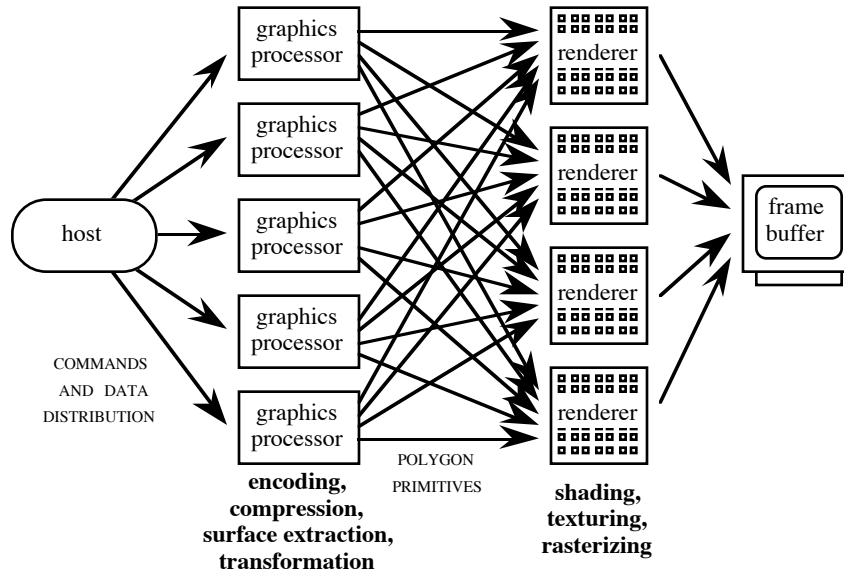 graphics
processor
graphics
processor
graphics
processor
graphics
processor
graphics
processor
renderer
renderer
renderer
renderer
host
frame
buffer
COMMANDS
AND DATA
DISTRIBUTION
POLYGON
PRIMITIVES
encoding,
compression,
surface extraction,
transformation
shading,
texturing,
rasterizing